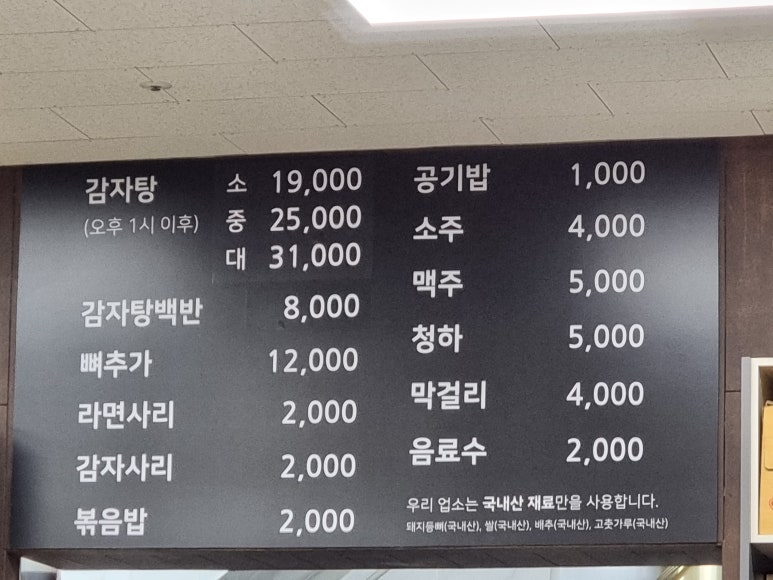 감자탕 소 19,000
(오후 1시 이후) 중 25,000
대 31,000
감자탕백반 8,000
뼈추가 12,000
라면사리 2,000
감자사리 2,000
볶음밥 2,000
공기밥 1,000
소주 4,000
맥주 5,000
청하 5,000
막걸리 4,000
음료수 2,000
우리 업소는 국내산 재료만을 사용합니다.
돼지등뼈(국내산), 쌀(국내산), 배추(국내산), 고춧가루(국내산)